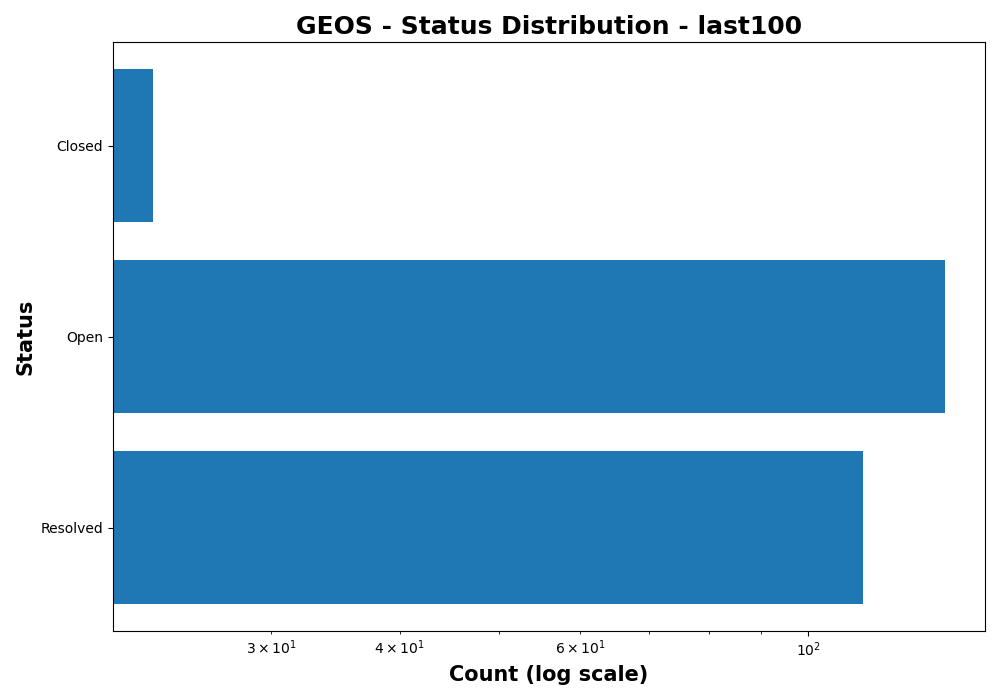 GEOS - Status Distribution - last100
Closed
Open
Resolved
Status
3 × 10¹
4 × 10¹
6 × 10¹
10²
Count (log scale)